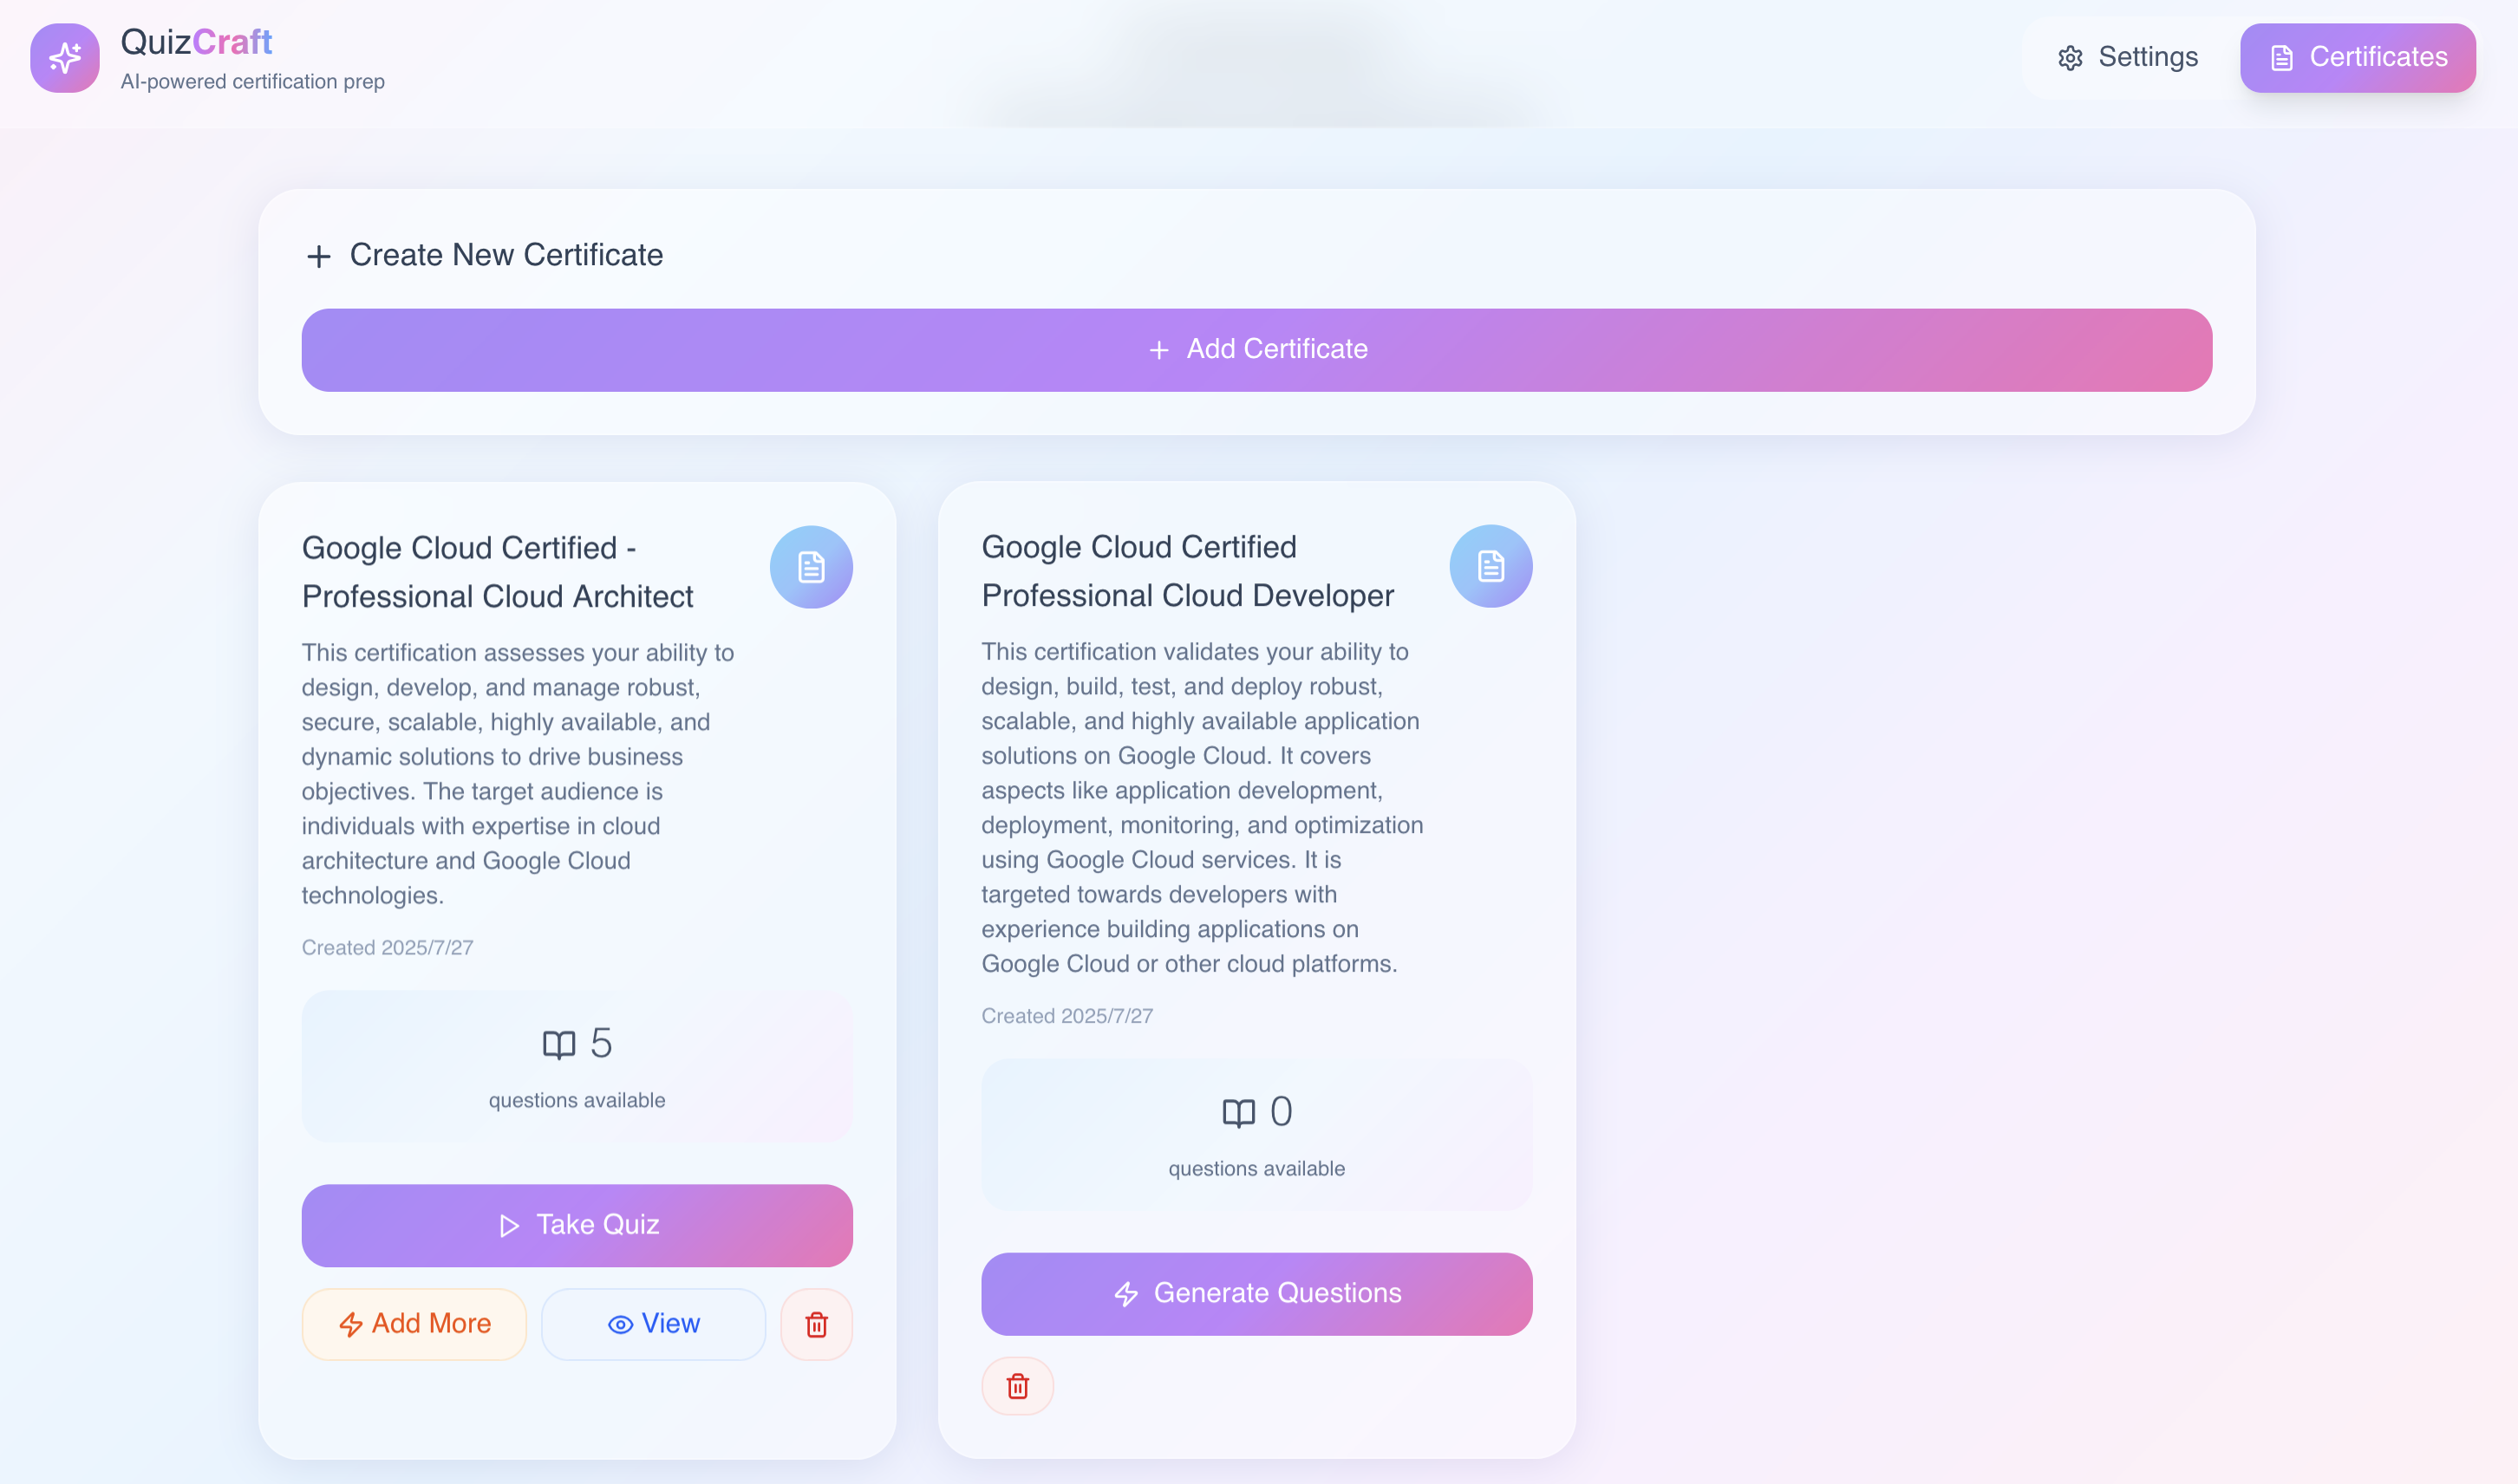 QuizCraft
AI-powered certification prep
Settings
Certificates
Create New Certificate
Add Certificate
Google Cloud Certified -
Professional Cloud Architect
This certification assesses your ability to
design, develop, and manage robust,
secure, scalable, highly available, and
dynamic solutions to drive business
objectives. The target audience is
individuals with expertise in cloud
architecture and Google Cloud
technologies.
Created 2025/7/27
5
questions available
Take Quiz
Add More
View
Google Cloud Certified
Professional Cloud Developer
This certification validates your ability to
design, build, test, and deploy robust,
scalable, and highly available application
solutions on Google Cloud. It covers
aspects like application development,
deployment, monitoring, and optimization
using Google Cloud services. It is
targeted towards developers with
experience building applications on
Google Cloud or other cloud platforms.
Created 2025/7/27
0
questions available
Generate Questions